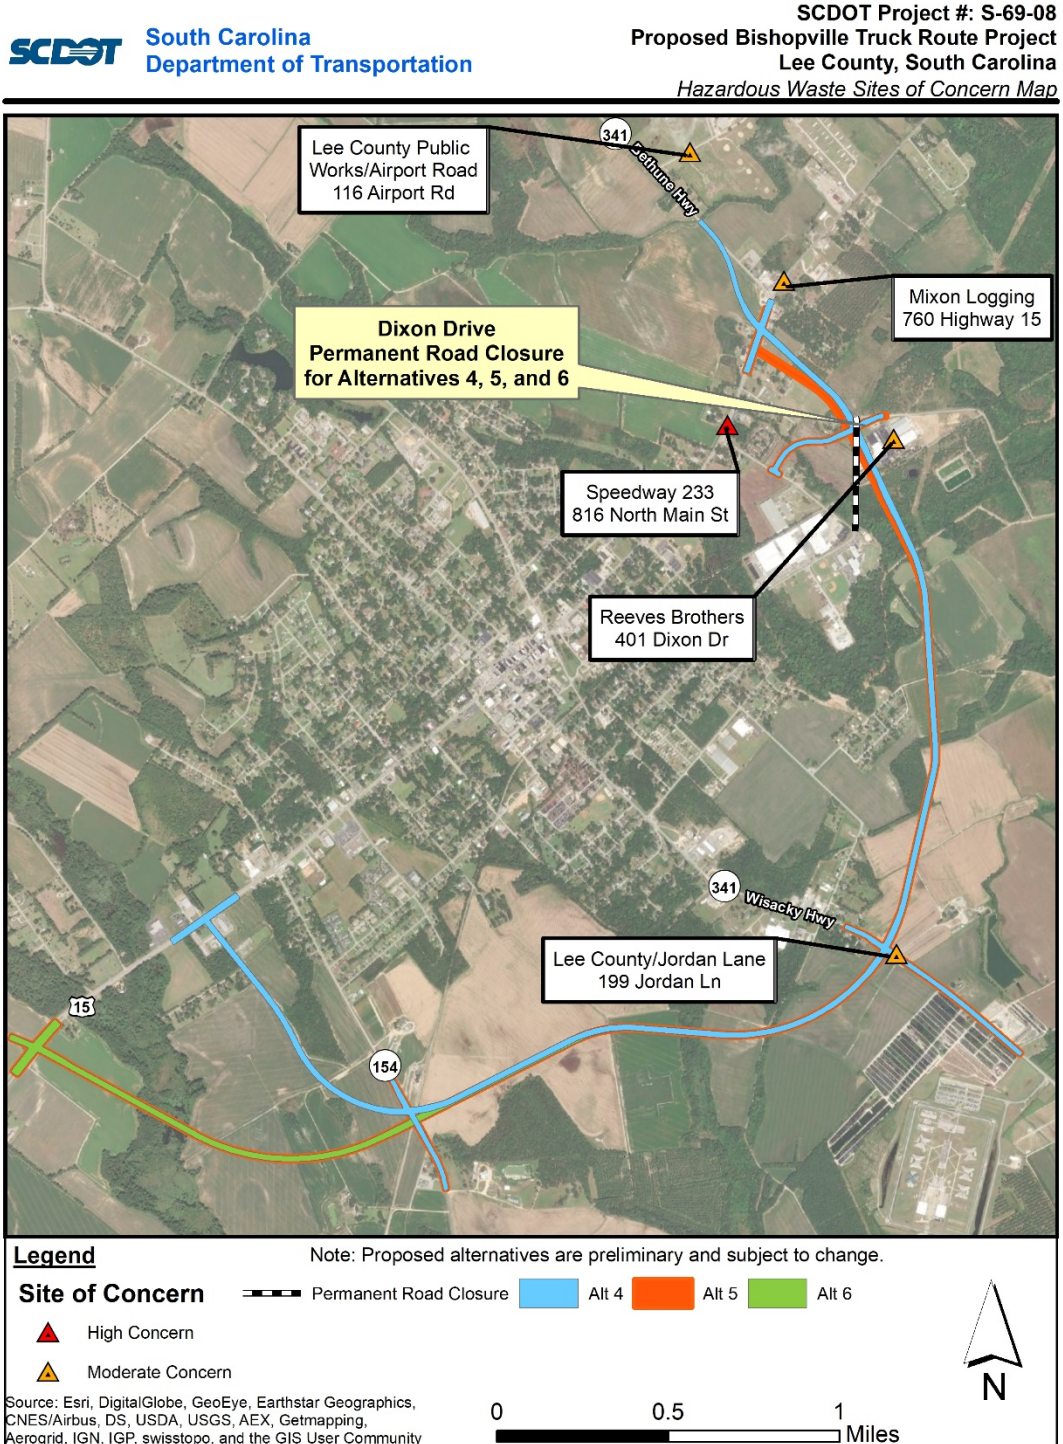 SCDOT
South Carolina
Department of Transportation
SCDOT Project #: S-69-08
Proposed Bishopville Truck Route Project
Lee County, South Carolina
Hazardous Waste Sites of Concern Map
Lee County Public
Works/Airport Road
116 Airport Rd
341
Bethune Hwy
Mixon Logging
760 Highway 15
Dixon Drive
Permanent Road Closure
for Alternatives 4, 5, and 6
Speedway 233
816 North Main St
Reeves Brothers
401 Dixon Dr
341
Wisacky Hwy
Lee County/Jordan Lane
199 Jordan Ln
15
154
Legend
Note: Proposed alternatives are preliminary and subject to change.
Site of Concern
Permanent Road Closure
Alt 4
Alt 5
Alt 6
High Concern
Moderate Concern
N
Source: Esri, DigitalGlobe, GeoEye, Earthstar Geographics,
CNES/Airbus, DS, USDA, USGS, AEX, Getmapping,
Aerogrid, IGN, IGP, swisstopo, and the GIS User Community
0 0.5 1
Miles